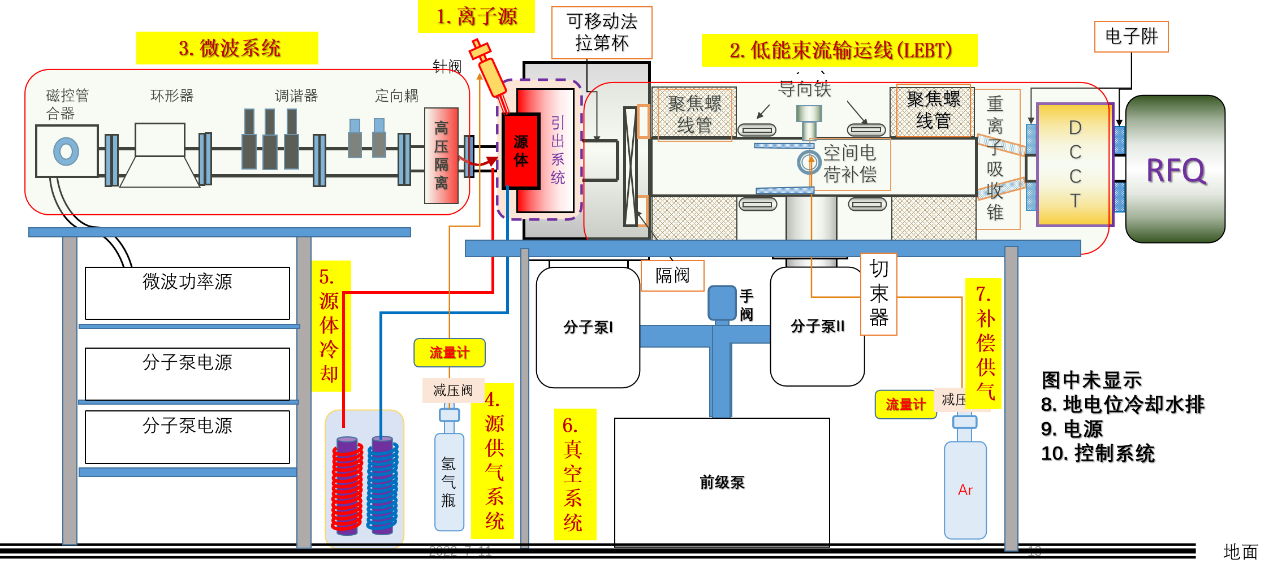 1. 离子源
可移动法
拉第杯
电子阱
3. 微波系统
2. 低能束流输运线(LEBT)
针阀
磁控管
合器
环形器
调谐器
定向耦
高压隔离
源体
引出系统
聚焦螺
线管
导向铁
聚焦螺
线管
空间电
荷补偿
重离子吸收锥
DCCT
RFQ
隔阀
切束器
微波功率源
分子泵电源
分子泵电源
5. 源体冷却
分子泵I
手阀
分子泵II
7. 补偿供气
流量计
减压阀
4. 源供气系统
氢气瓶
6. 真空系统
前级泵
流量计
减压
Ar
图中未显示
8. 地电位冷却水排
9. 电源
10. 控制系统
地面